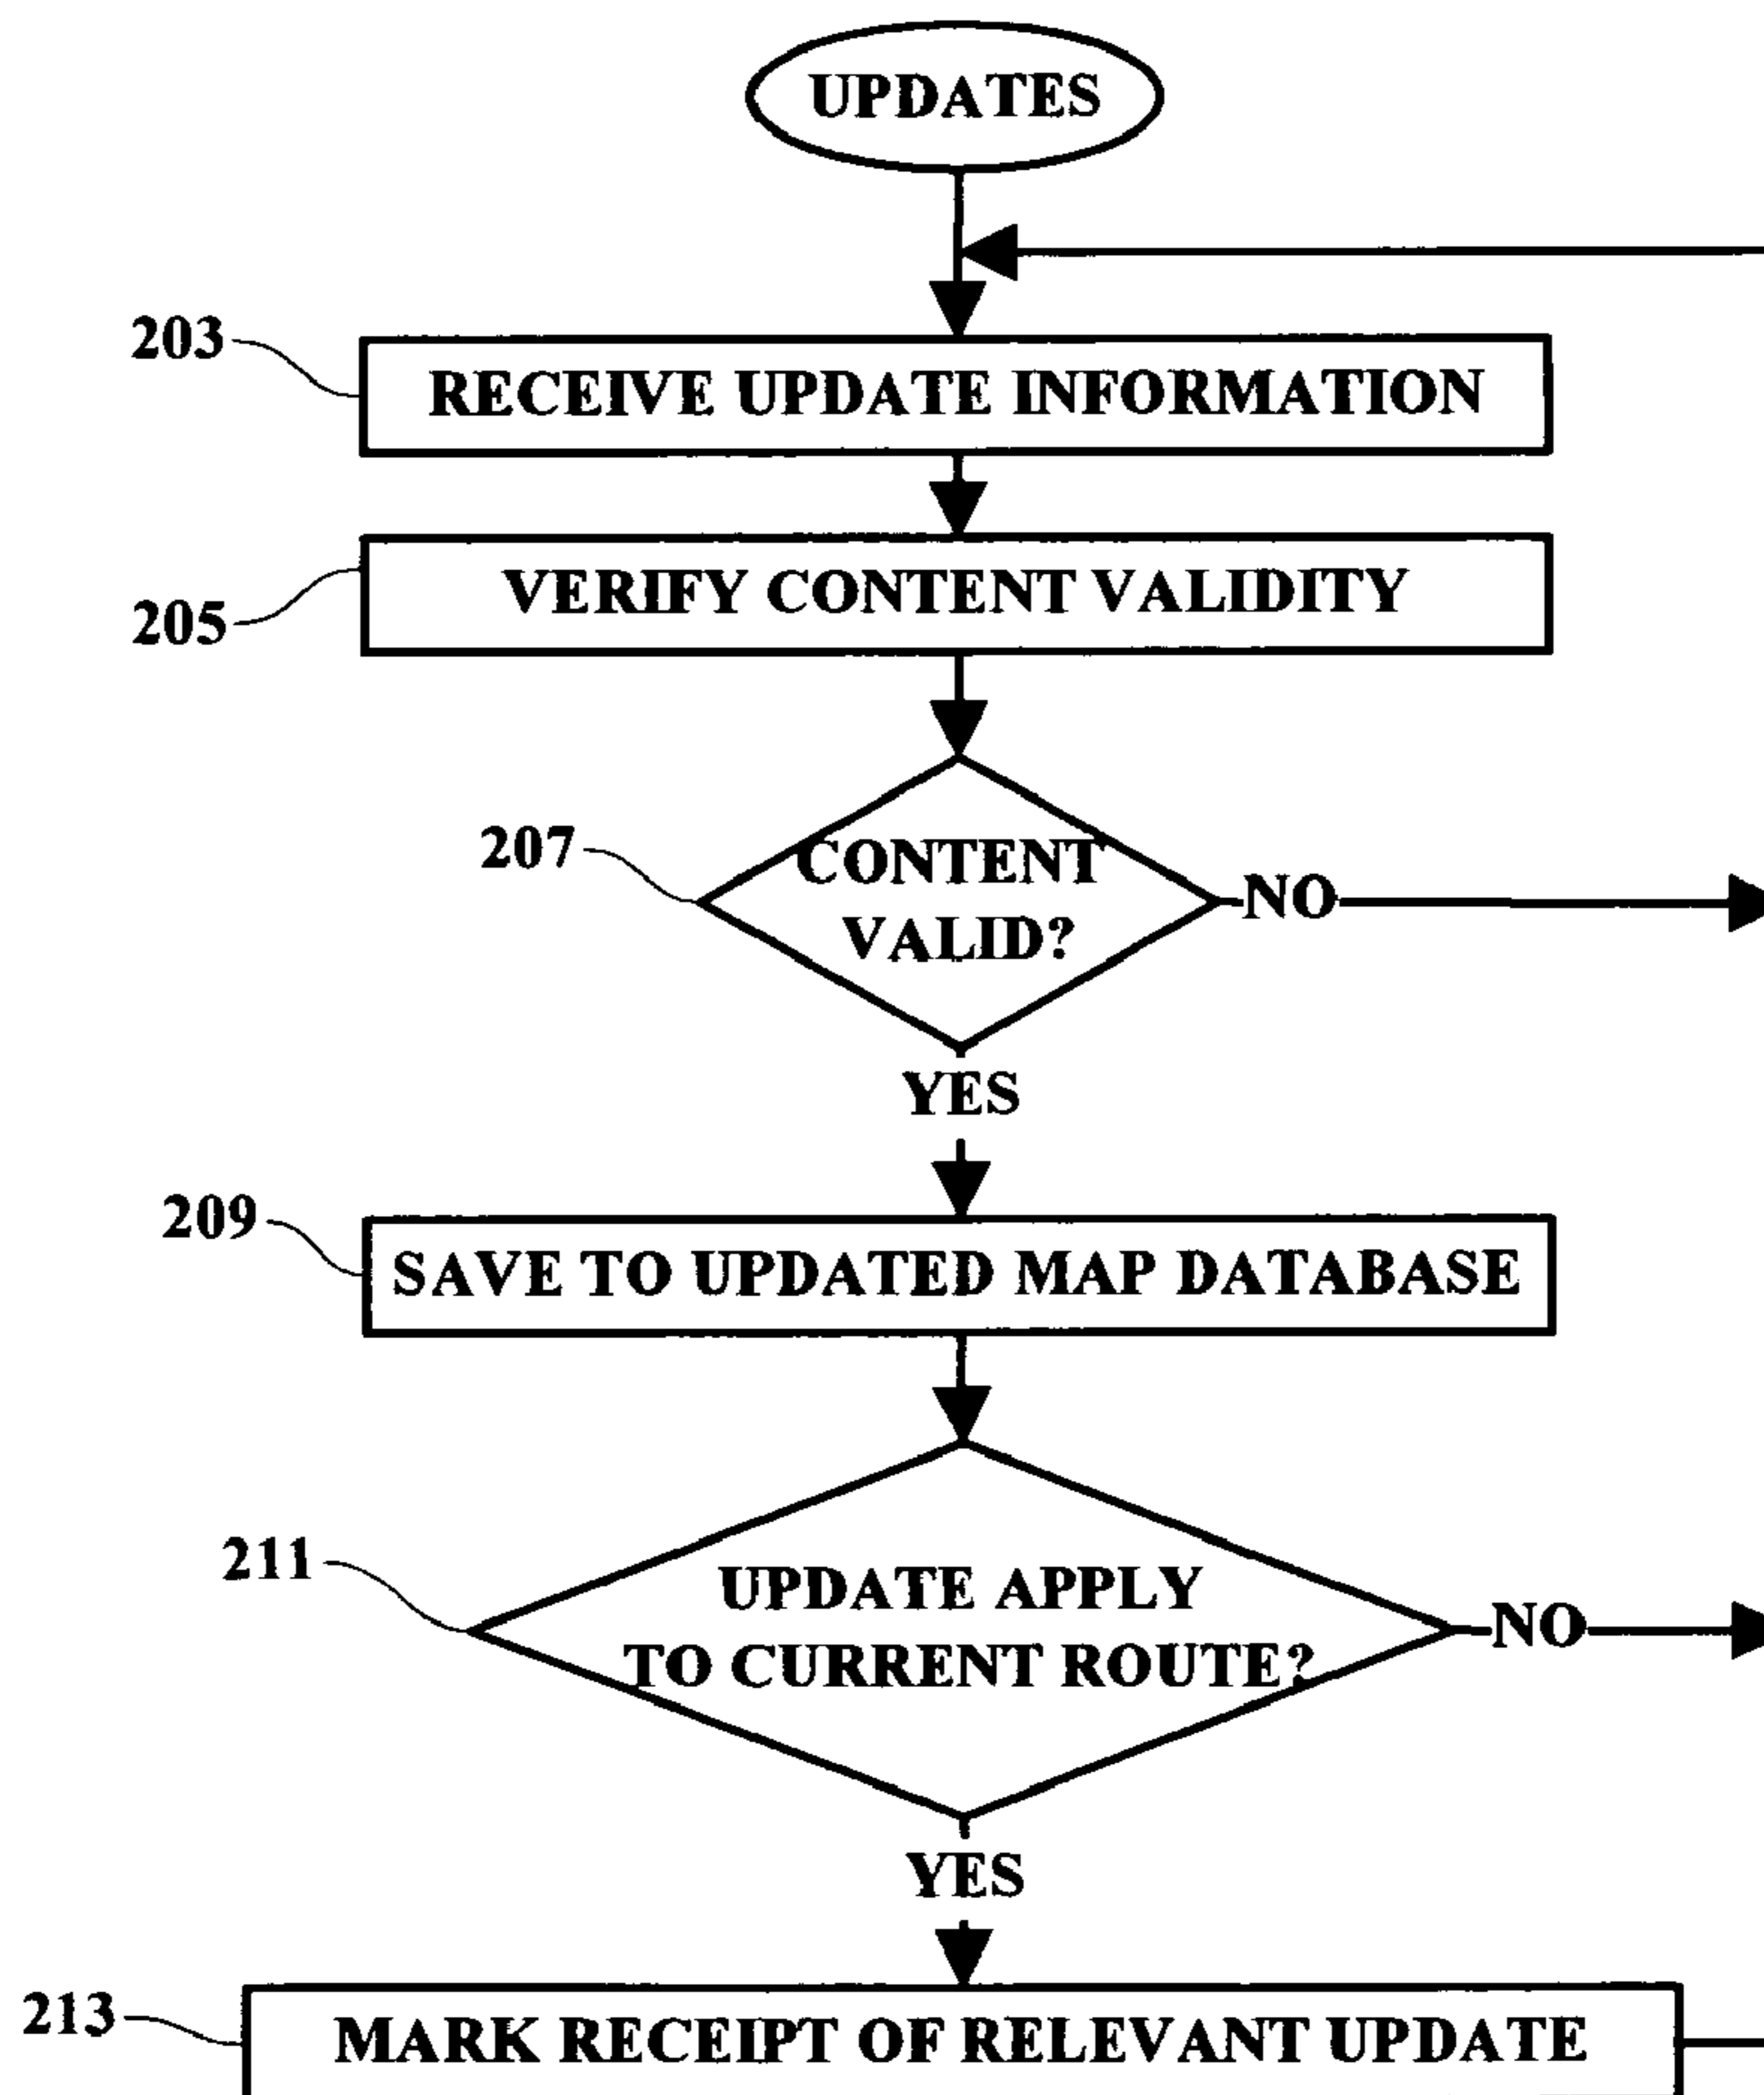 UPDATES
203
RECEIVE UPDATE INFORMATION
VERIFY CONTENT VALIDITY
205
207
CONTENT
VALID?
NO
YES
209
SAVE TO UPDATED MAP DATABASE
211
UPDATE APPLY
TO CURRENT ROUTE?
NO
YES
213
MARK RECEIPT OF RELEVANT UPDATE